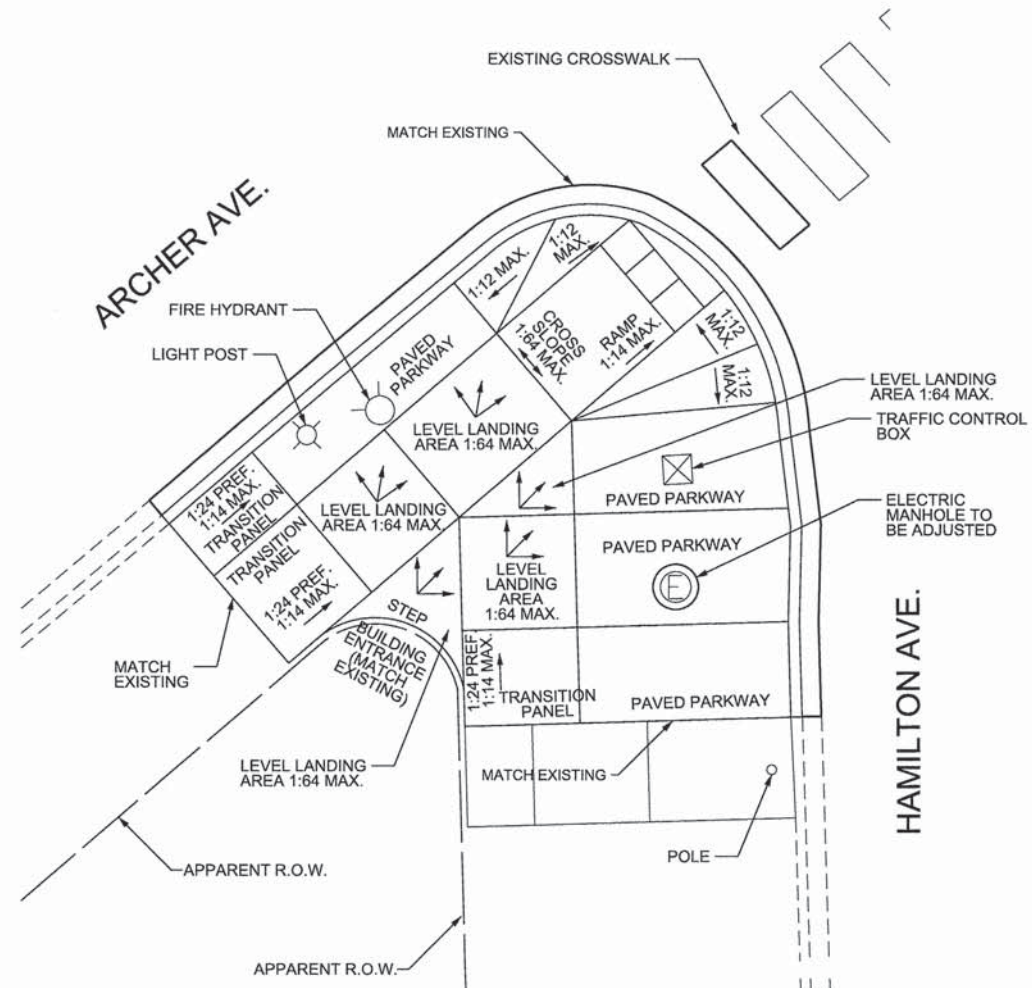 EXISTING CROSSWALK
MATCH EXISTING
ARCHER AVE.
FIRE HYDRANT
LIGHT POST
1:12 MAX.
1:12
MAX.
PAVED
PARKWAY
CROSS
SLOPE
1:64 MAX.
RAMP
1:14 MAX.
1:12
MAX.
1:12
MAX.
LEVEL LANDING
AREA 1:64 MAX.
TRAFFIC CONTROL
BOX
LEVEL LANDING
AREA 1:64 MAX.
LEVEL LANDING
AREA 1:64 MAX.
1:24 PREF.
1:14 MAX.
TRANSITION
PANEL
TRANSITION
PANEL
1:24 PREF.
1:14 MAX.
PAVED PARKWAY
ELECTRIC
MANHOLE TO
BE ADJUSTED
PAVED PARKWAY
E
LEVEL
LANDING
AREA
1:64 MAX.
STEP
BUILDING
ENTRANCE
(MATCH
EXISTING)
MATCH
EXISTING
1:24 PREF.
1:14 MAX.
TRANSITION
PANEL
PAVED PARKWAY
HAMILTON AVE.
LEVEL LANDING
AREA 1:64 MAX.
MATCH EXISTING
POLE
APPARENT R.O.W.
APPARENT R.O.W.